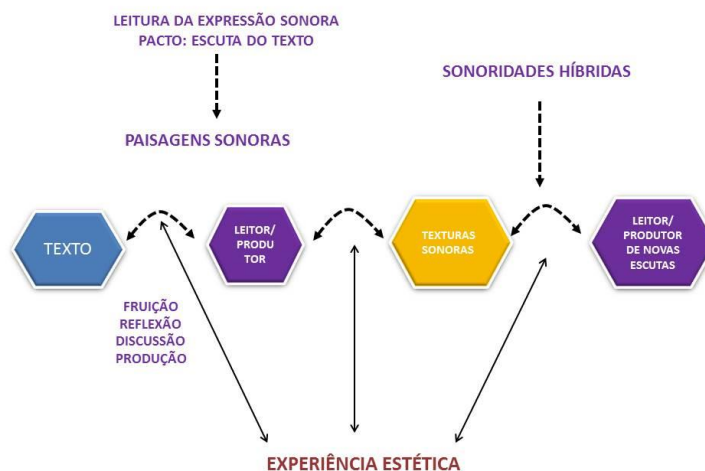 LEITURA DA EXPRESSÃO SONORA
PACTO: ESCUTA DO TEXTO
SONORIDADES HÍBRIDAS
PAISAGENS SONORAS
TEXTO
LEITOR/
PRODU
TOR
TEXTURAS
SONORAS
LEITOR/
PRODUTOR
DE NOVAS
ESCUTAS
FRUIÇÃO
REFLEXÃO
DISCUSSÃO
PRODUÇÃO
EXPERIÊNCIA ESTÉTICA